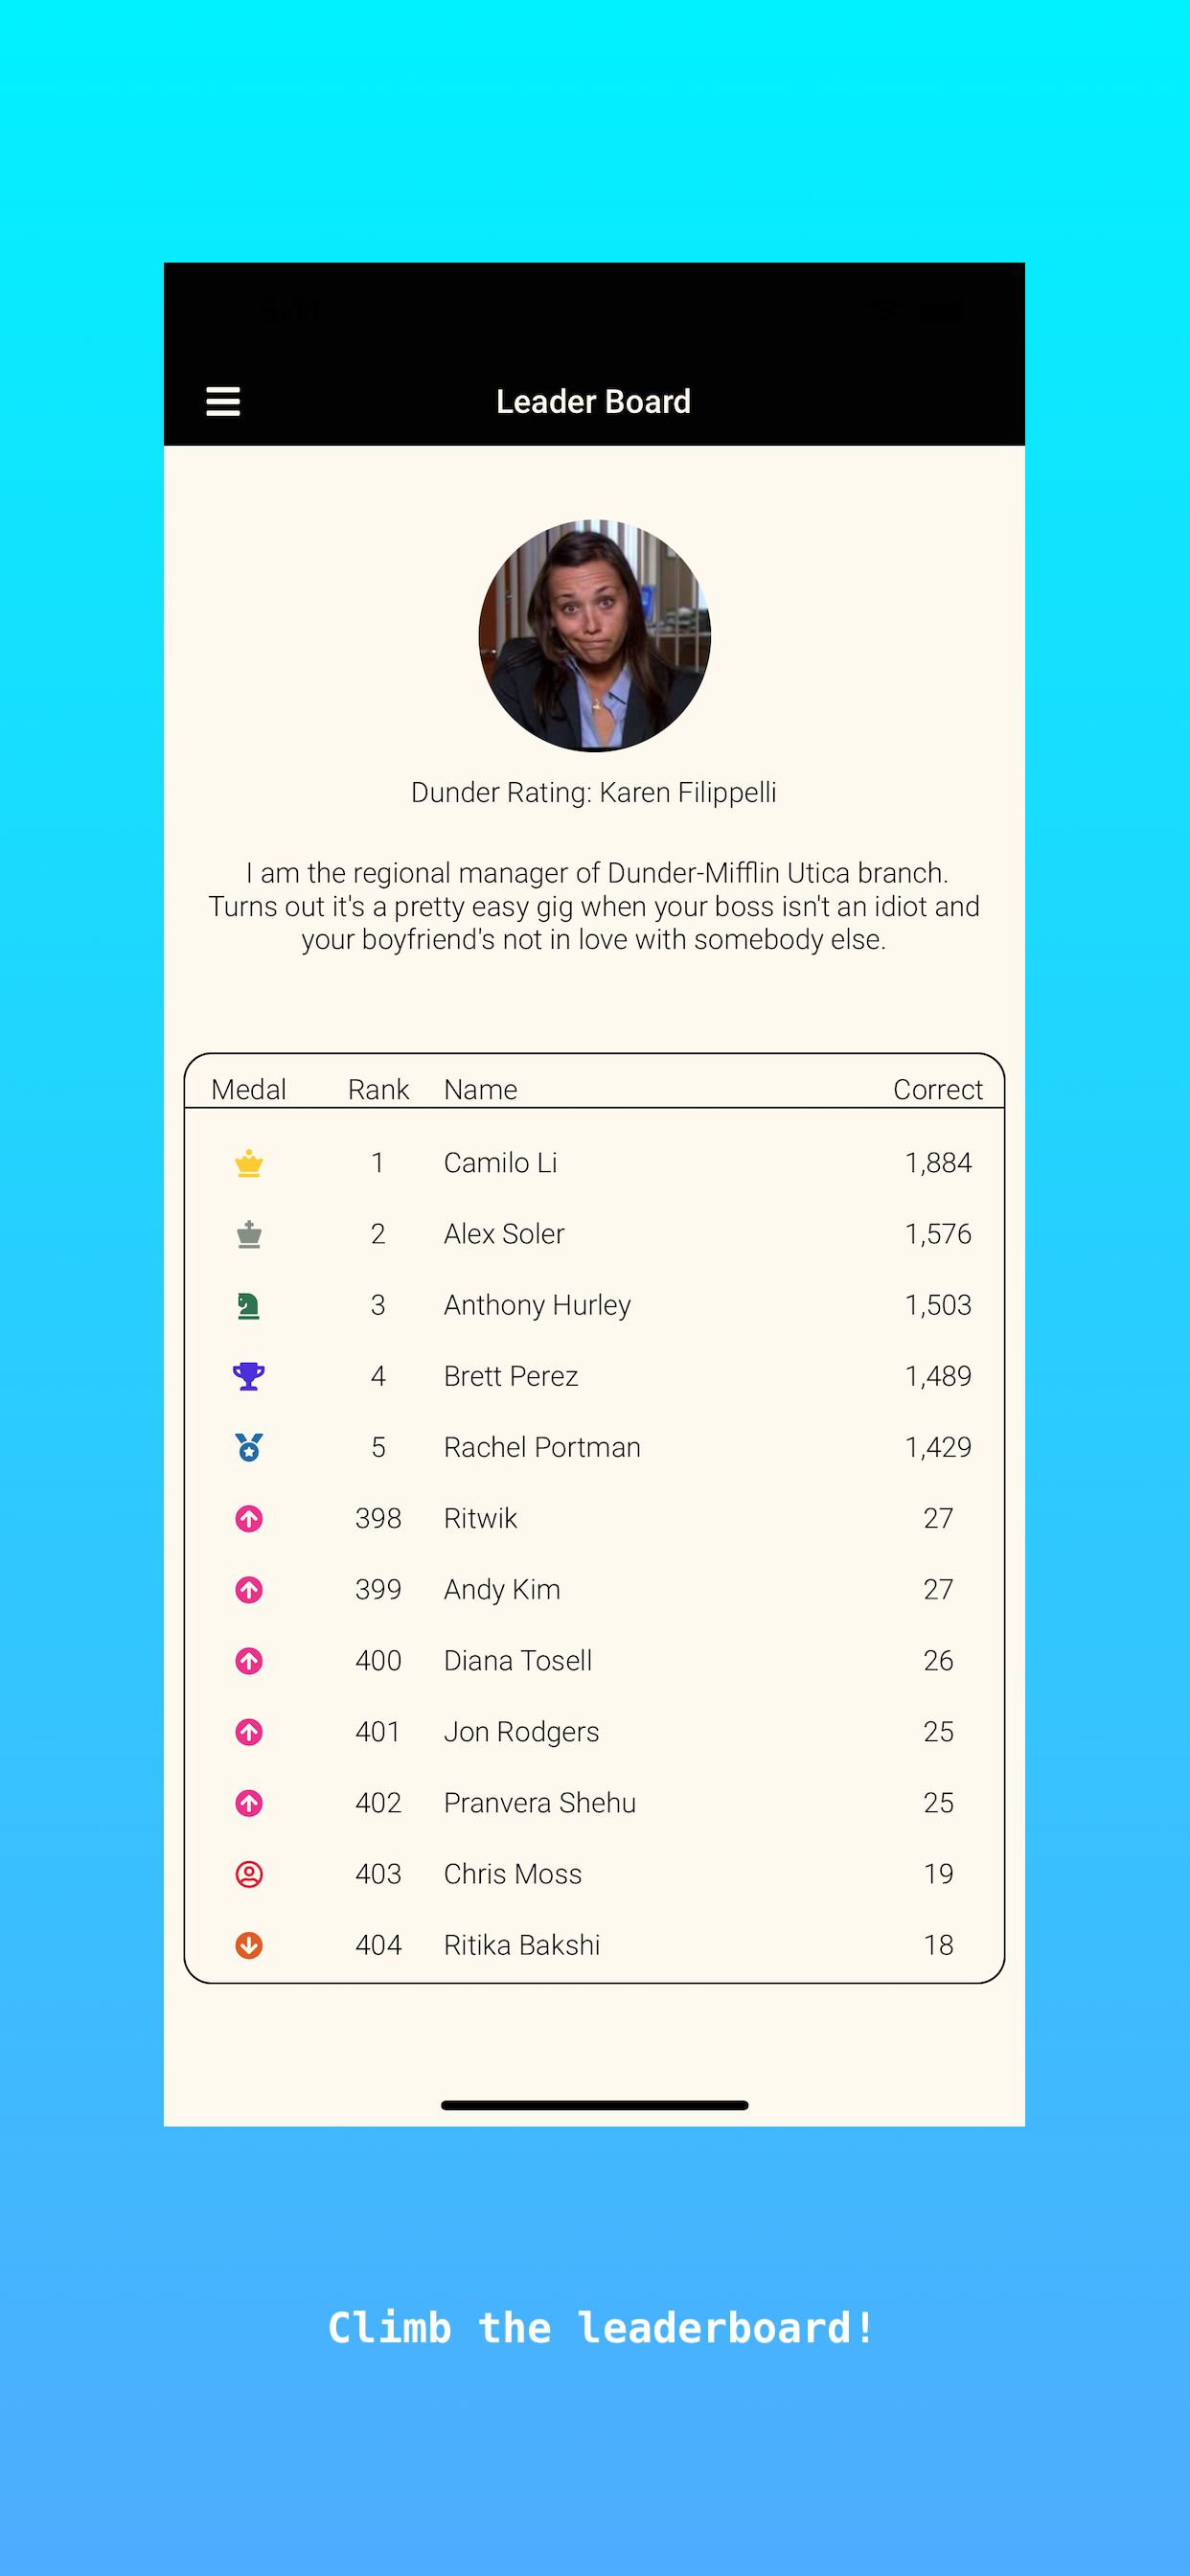 Leader Board
Dunder Rating: Karen Filippelli
I am the regional manager of Dunder-Mifflin Utica branch.
Turns out it's a pretty easy gig when your boss isn't an idiot and
your boyfriend's not in love with somebody else.
Medal Rank Name Correct
1 Camilo Li 1,884
2 Alex Soler 1,576
3 Anthony Hurley 1,503
4 Brett Perez 1,489
5 Rachel Portman 1,429
398 Ritwik 27
399 Andy Kim 27
400 Diana Tosell 26
401 Jon Rodgers 25
402 Pranvera Shehu 25
403 Chris Moss 19
404 Ritika Bakshi 18
Climb the leaderboard!